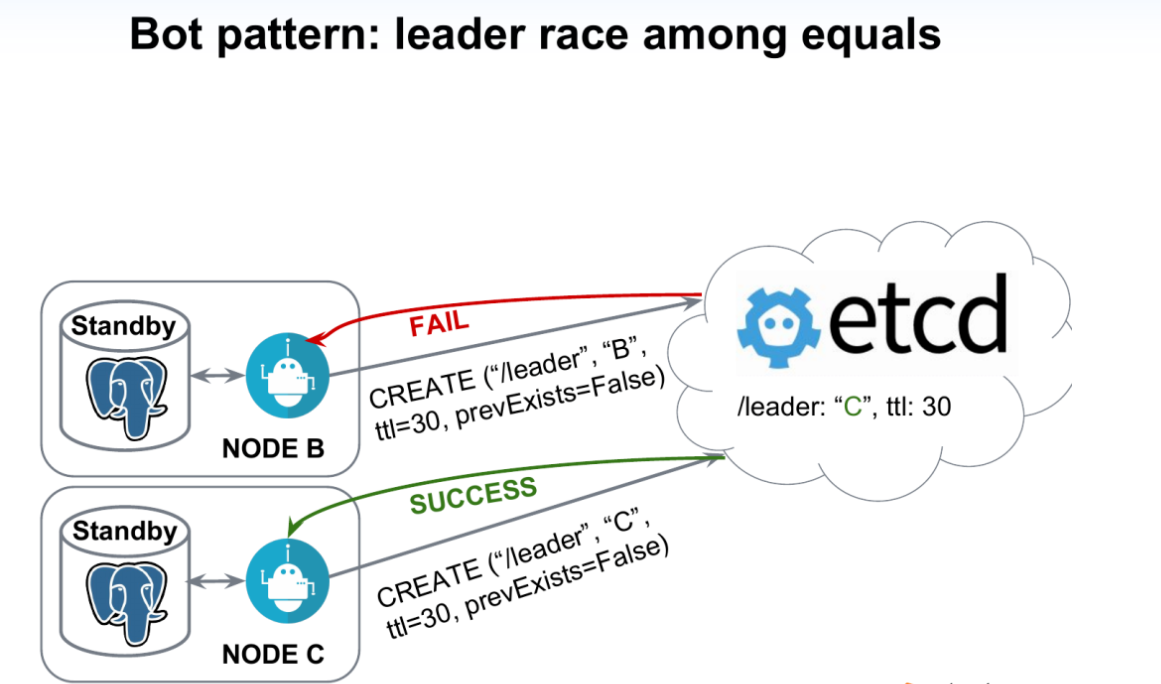 Bot pattern: leader race among equals
Standby
NODE B
FAIL
CREATE (“/leader”, “B”,
ttl=30, prevExists=False)
etcd
/leader: “C”, ttl: 30
Standby
NODE C
SUCCESS
CREATE (“/leader”, “C”,
ttl=30, prevExists=False)